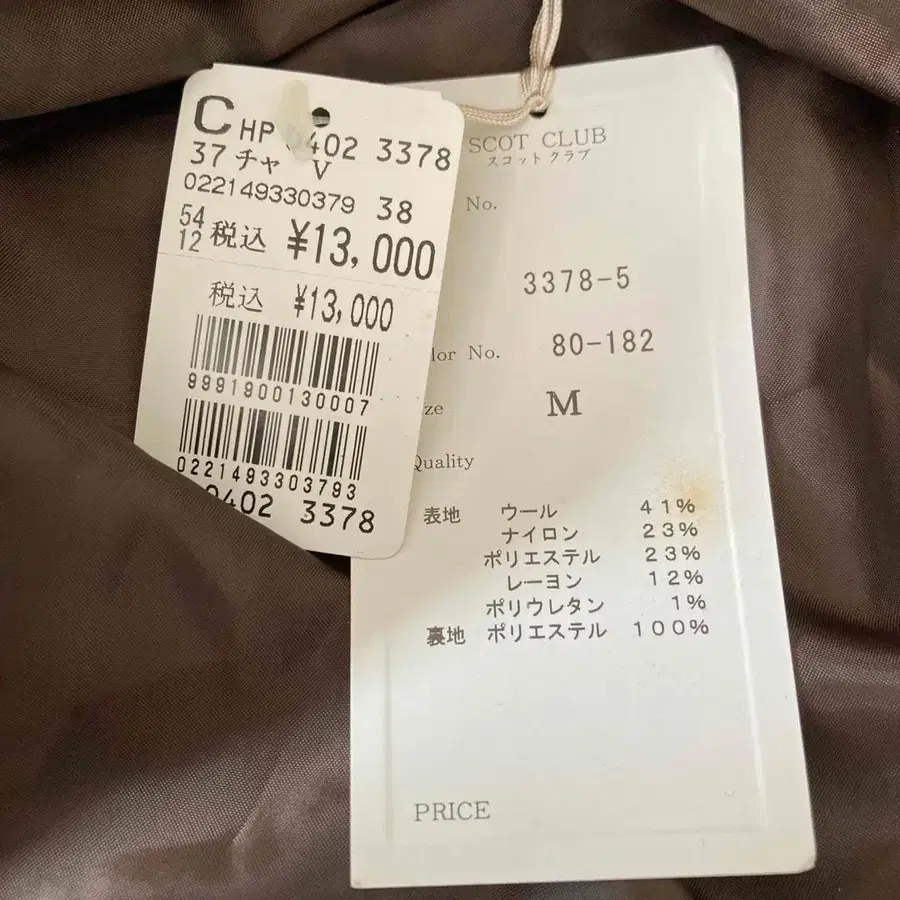 C HP 0402 3378
37 チャ V
022149330379 38
54
12 税込 ¥13,000
税込 ¥13,000
9991900130007
0221493303793
0402 3378
SCOT CLUB
スコットクラブ
No.
3378-5
lor No. 80-182
ze M
Quality
表地 ウール 41%
ナイロン 23%
ポリエステル 23%
レーヨン 12%
ポリウレタン 1%
裏地 ポリエステル 100%
PRICE